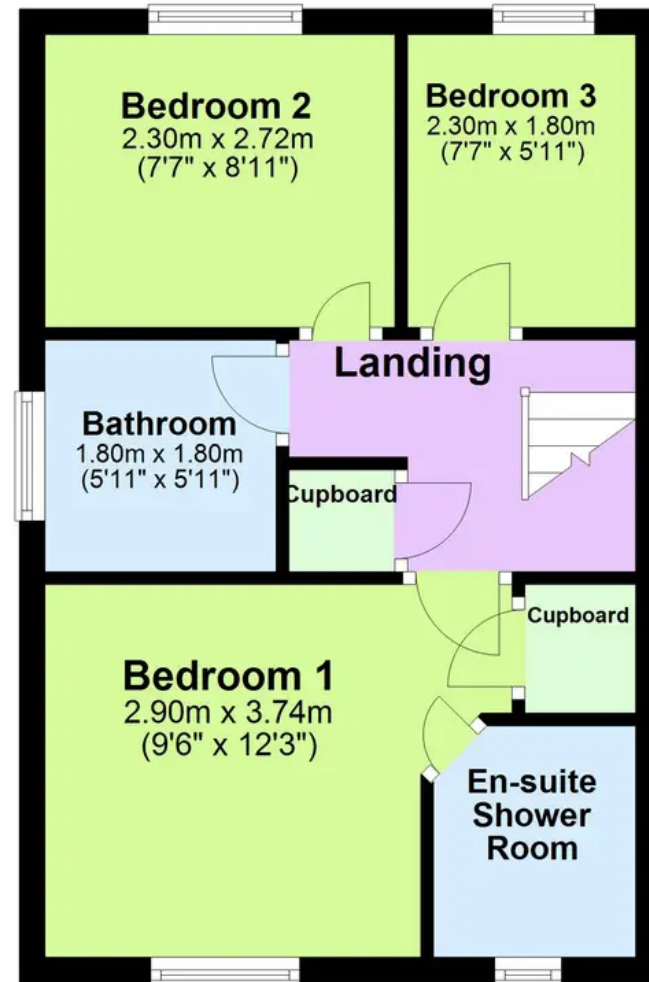 Bedroom 2
2.30m x 2.72m
(7'7" x 8'11")
Bedroom 3
2.30m x 1.80m
(7'7" x 5'11")
Landing
Bathroom
1.80m x 1.80m
(5'11" x 5'11")
Cupboard
Cupboard
Bedroom 1
2.90m x 3.74m
(9'6" x 12'3")
En-suite
Shower
Room